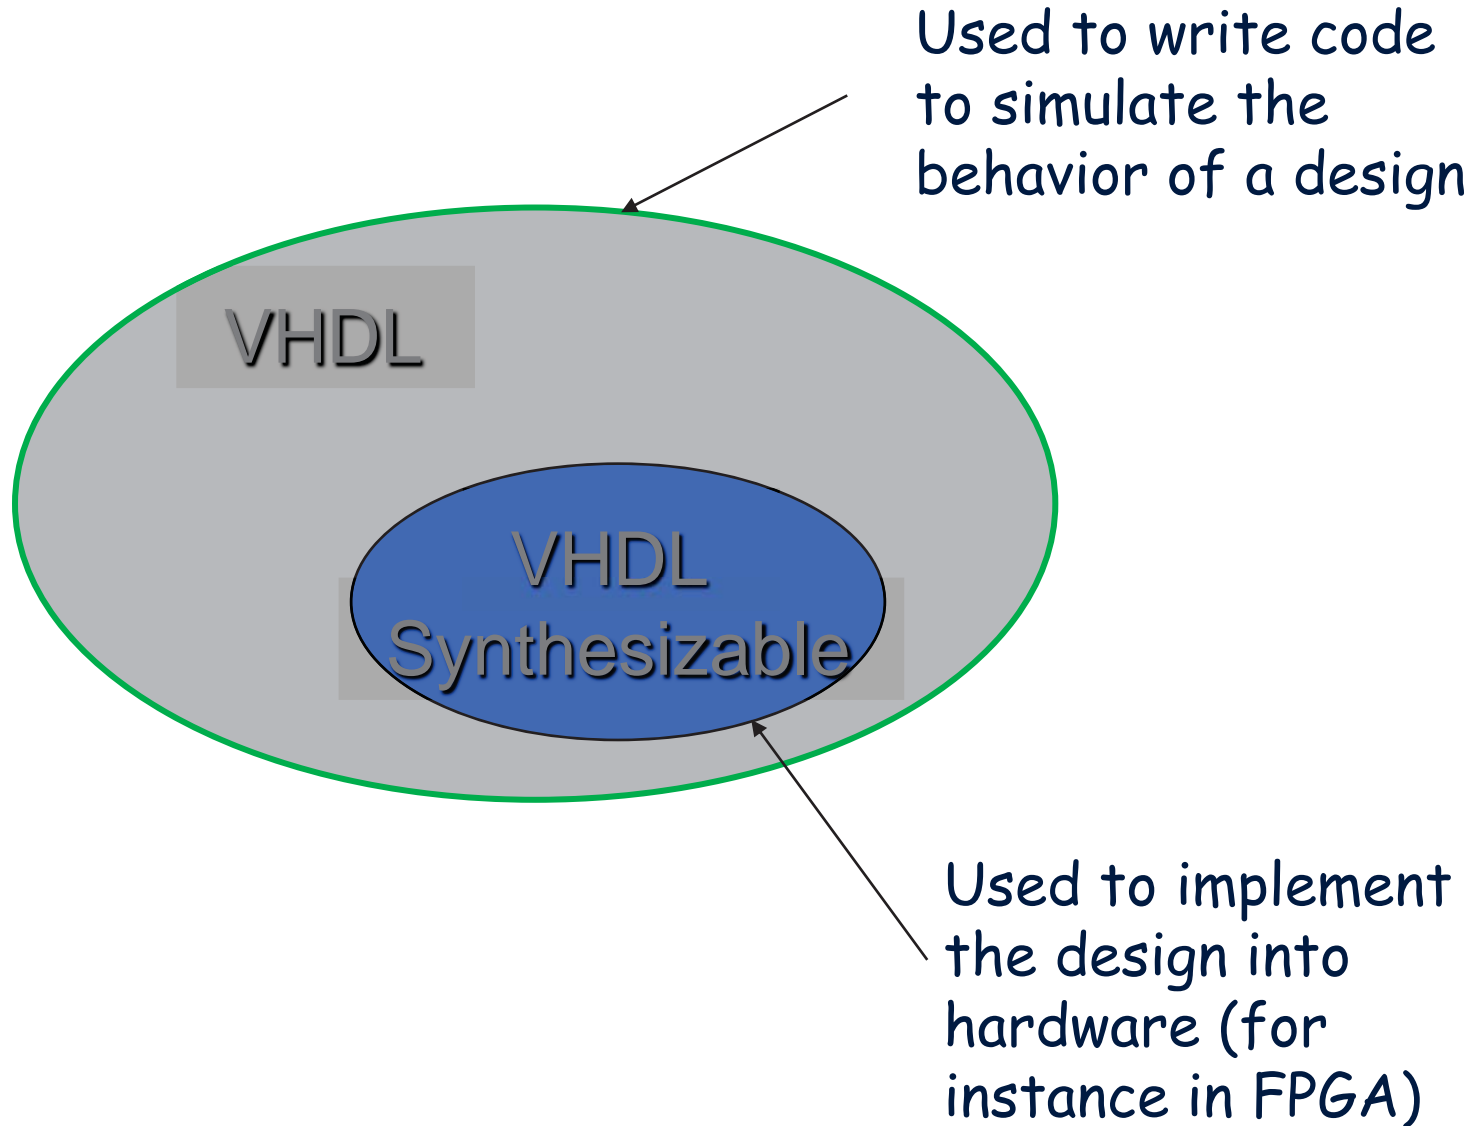 Used to write code
to simulate the
behavior of a design
VHDL
VHDL
Synthesizable
Used to implement
the design into
hardware (for
instance in FPGA)